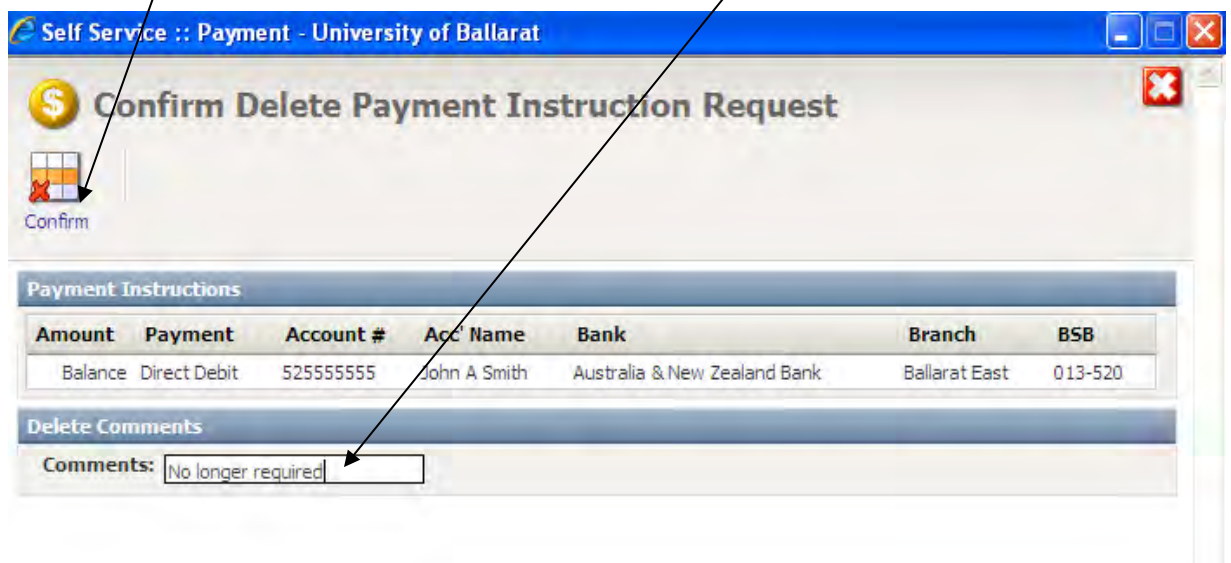 Self Service :: Payment - University of Ballarat
Confirm Delete Payment Instruction Request
Confirm
Payment Instructions
Amount Payment Account # Acc' Name Bank Branch BSB
Balance Direct Debit 525555555 John A Smith Australia & New Zealand Bank Ballarat East 013-520
Delete Comments
Comments: No longer required